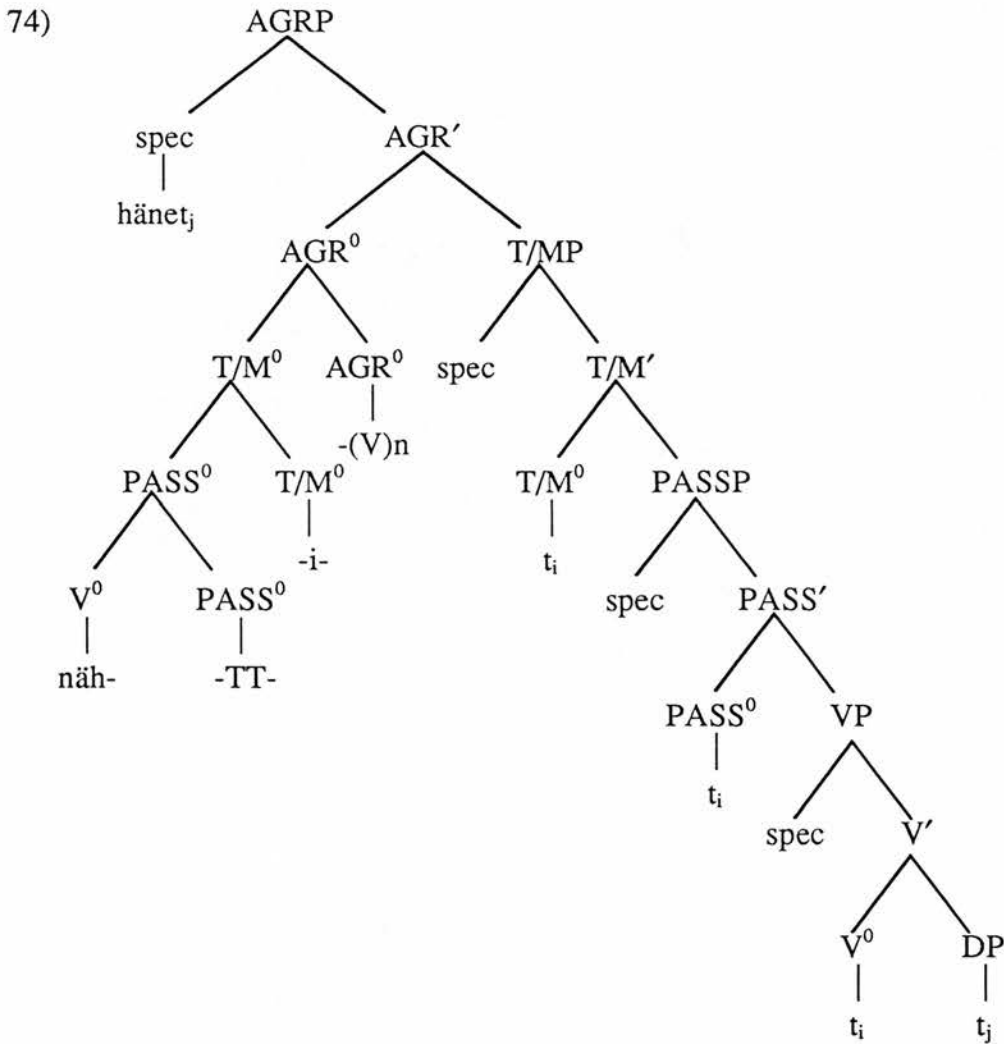 74) AGRP
spec AGR′
hänetⱼ
AGR⁰ T/MP
T/M⁰ AGR⁰ spec T/M′
-(V)n
PASS⁰ T/M⁰ T/M⁰ PASSP
-i- tᵢ
V⁰ PASS⁰ spec PASS′
näh- -TT-
PASS⁰ VP
tᵢ
spec V′
V⁰ DP
tᵢ tⱼ